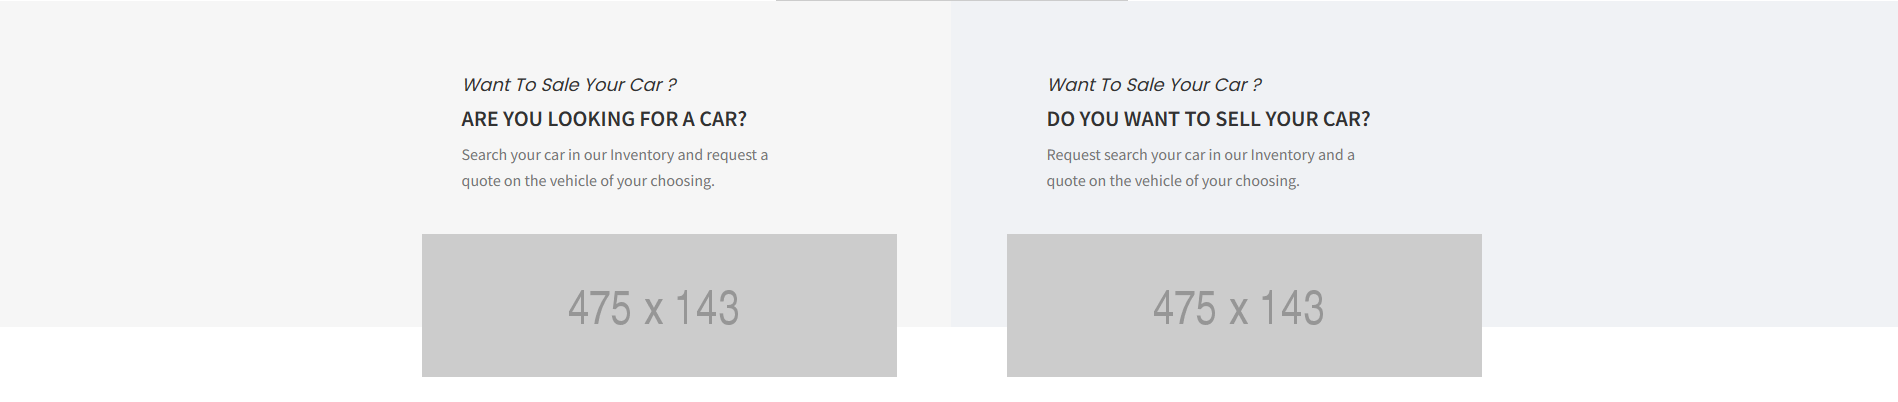 Want To Sale Your Car ?
ARE YOU LOOKING FOR A CAR?
Search your car in our Inventory and request a
quote on the vehicle of your choosing.
475 x 143
Want To Sale Your Car ?
DO YOU WANT TO SELL YOUR CAR?
Request search your car in our Inventory and a
quote on the vehicle of your choosing.
475 x 143